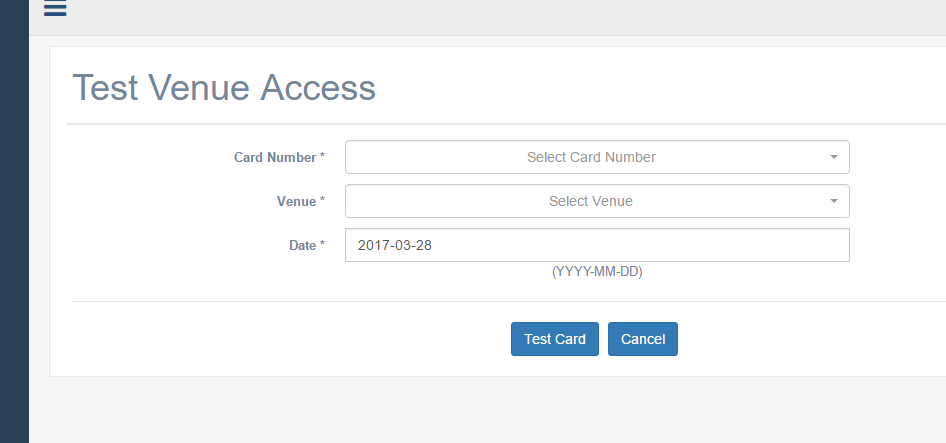 Test Venue Access
Card Number * Select Card Number
Venue * Select Venue
Date * 2017-03-28
(YYYY-MM-DD)
Test Card Cancel